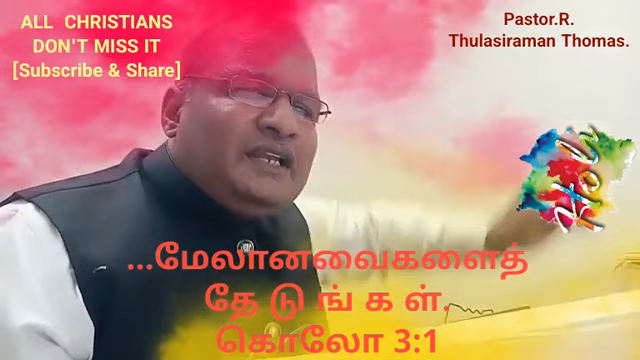 ALL CHRISTIANS
DON'T MISS IT
[Subscribe & Share]
Pastor.R.
Thulasiraman Thomas.
...மேலானவைகளைத்
தே டு ங் க ள்.
கொலோ 3:1